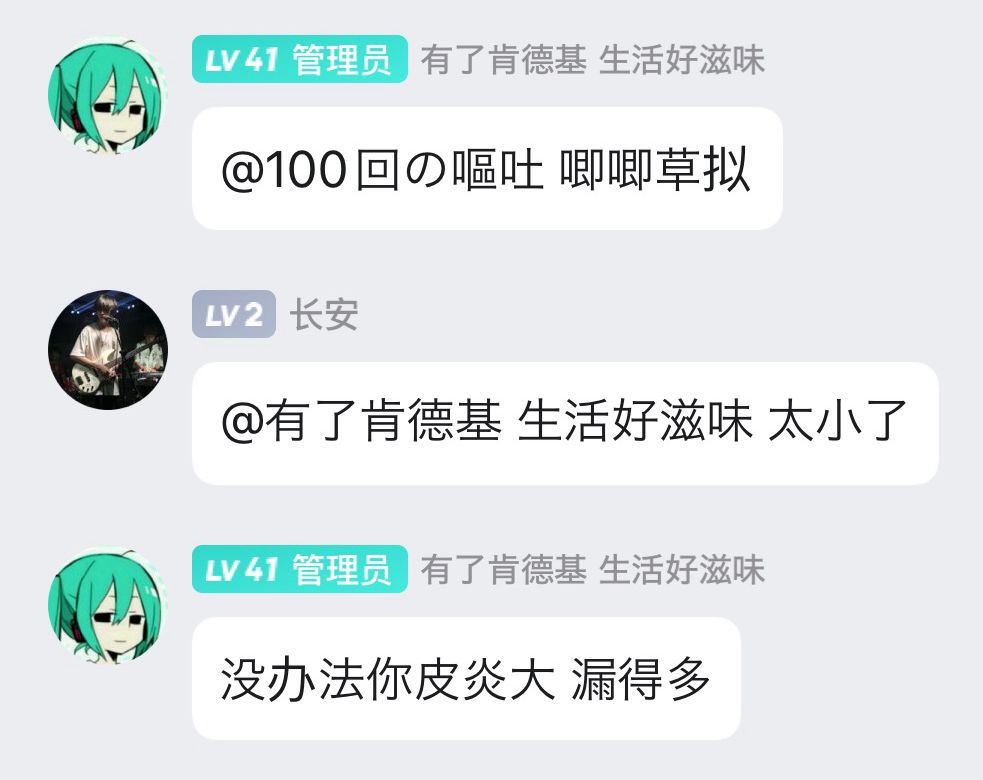 LV 41 管理员 有了肯德基 生活好滋味
@100回の嘔吐 唧唧草拟
LV 2 长安
@有了肯德基 生活好滋味 太小了
LV 41 管理员 有了肯德基 生活好滋味
没办法你皮炎大 漏得多